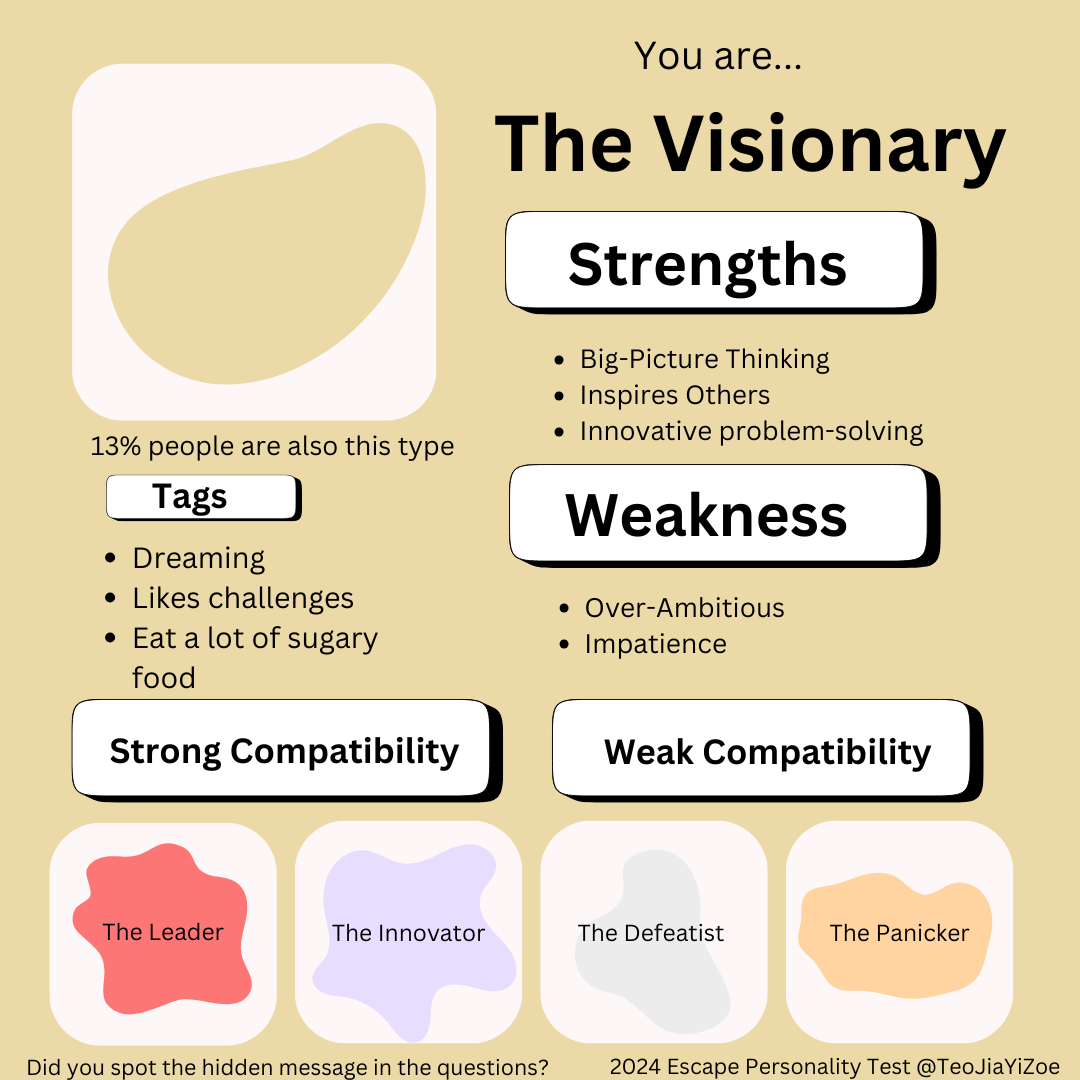 You are...
The Visionary
Strengths
• Big-Picture Thinking
• Inspires Others
• Innovative problem-solving
13% people are also this type
Tags
• Dreaming
• Likes challenges
• Eat a lot of sugary
food
Weakness
• Over-Ambitious
• Impatience
Strong Compatibility
Weak Compatibility
The Leader
The Innovator
The Defeatist
The Panicker
Did you spot the hidden message in the questions?
2024 Escape Personality Test @TeoJiaYiZoe